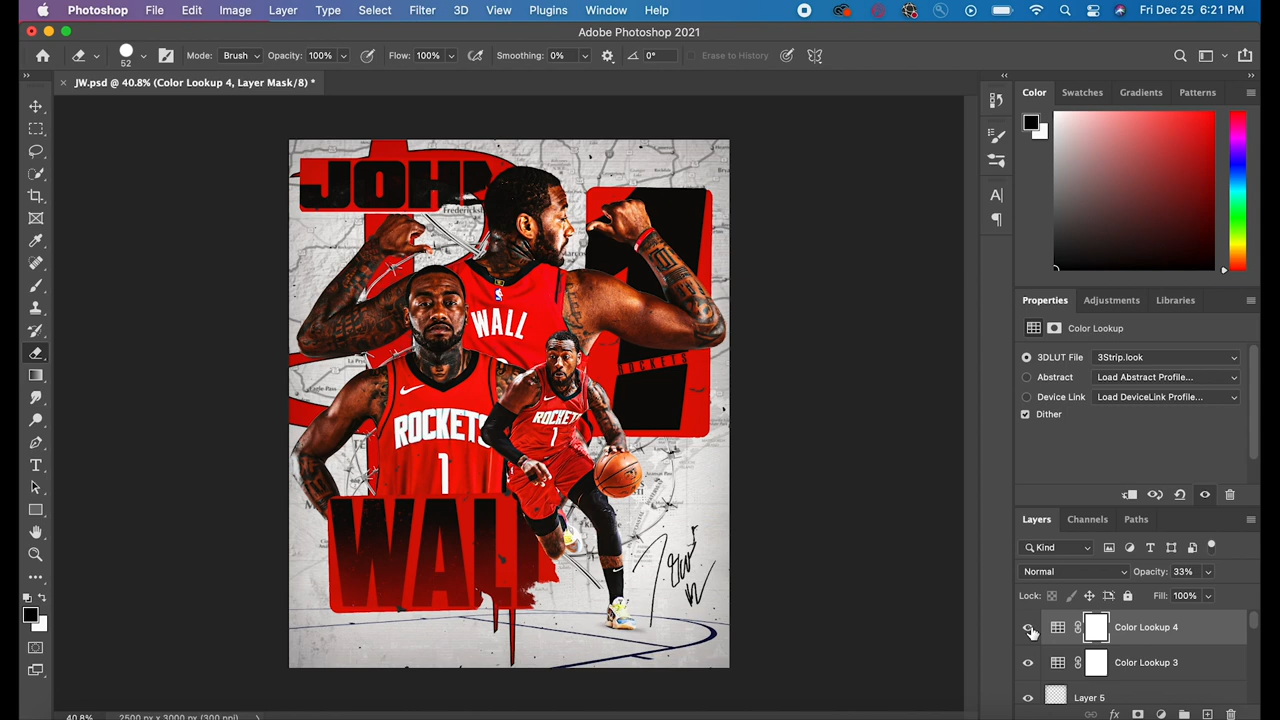 Photoshop File Edit Image Layer Type Select Filter 3D View Plugins Window Help Fri Dec 25 6:21 PM
Adobe Photoshop 2021
52 Mode: Brush Opacity: 100% Flow: 100% Smoothing: 0% 0° Erase to History
JW.psd @ 40.8% (Color Lookup 4, Layer Mask/8) *
Color Swatches Gradients Patterns
JOHN
Fredericksb
WALL
ROCKETS
ROCKETS
1
ROCKETS
1
WALL
Properties Adjustments Libraries
Color Lookup
3DLUT File 3Strip.look
Abstract Load Abstract Profile...
Device Link Load DeviceLink Profile...
Dither
Layers Channels Paths
Kind
Normal Opacity: 33%
Lock: Fill: 100%
Color Lookup 4
Color Lookup 3
Layer 5
fx
40.8% 2500 px x 3000 px (300 ppi)